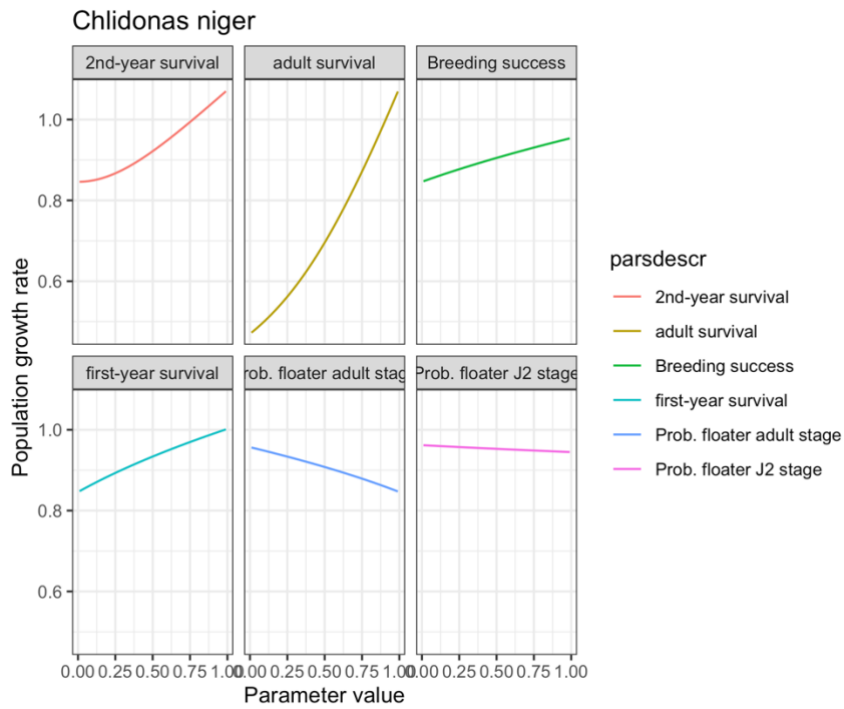 Chlidonas niger
2nd-year survival
adult survival
Breeding success
1.0
0.8
0.6
first-year survival
rob. floater adult stag
Prob. floater J2 stage
1.0
0.8
0.6
0.00 0.25 0.50 0.75 1.00
0.00 0.25 0.50 0.75 1.00
0.00 0.25 0.50 0.75 1.00
Population growth rate
Parameter value
parsdescr
2nd-year survival
adult survival
Breeding success
first-year survival
Prob. floater adult stage
Prob. floater J2 stage